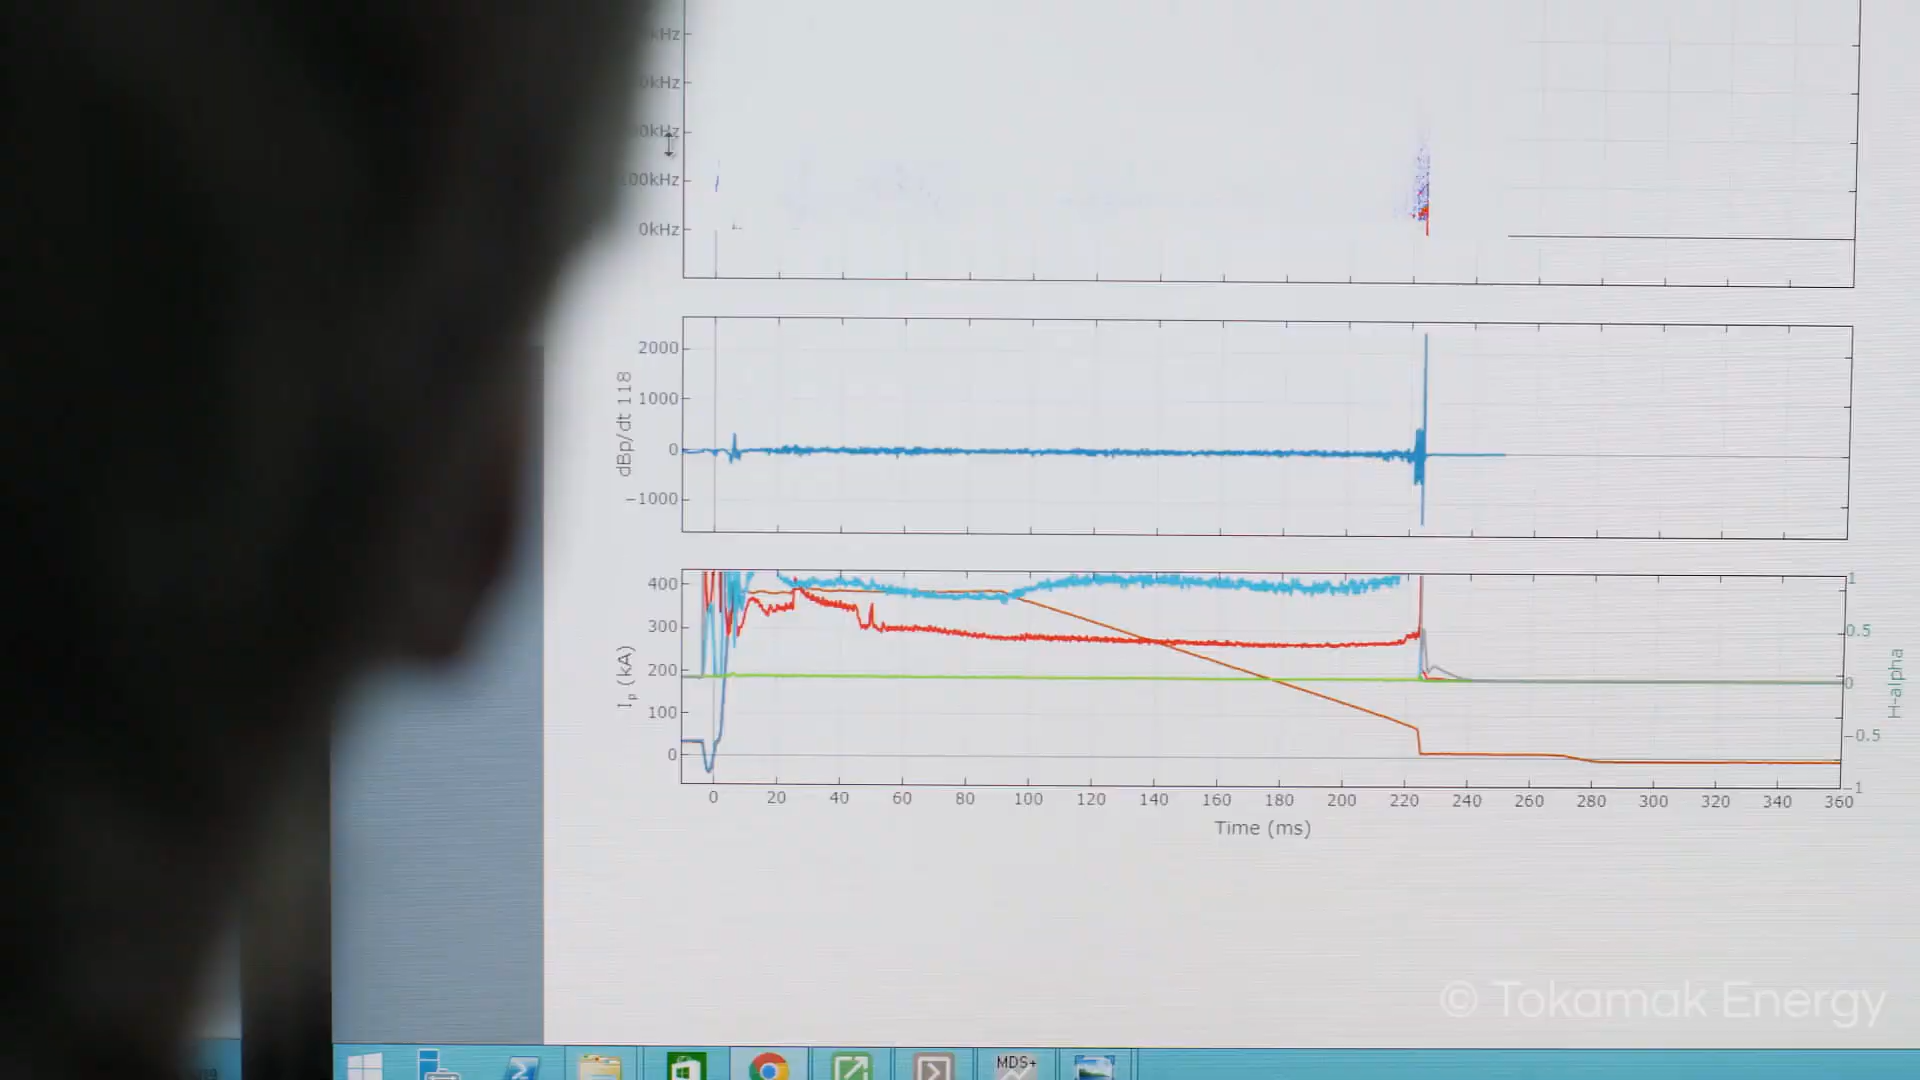 kHz
0kHz
00kHz
100kHz
0kHz
dBp/dt 118
2000
1000
0
−1000
Ip (kA)
400
300
200
100
0
1
0.5
0
−0.5
−1
H-alpha
0 20 40 60 80 100 120 140 160 180 200 220 240 260 280 300 320 340 360
Time (ms)
© Tokamak Energy
MDS+